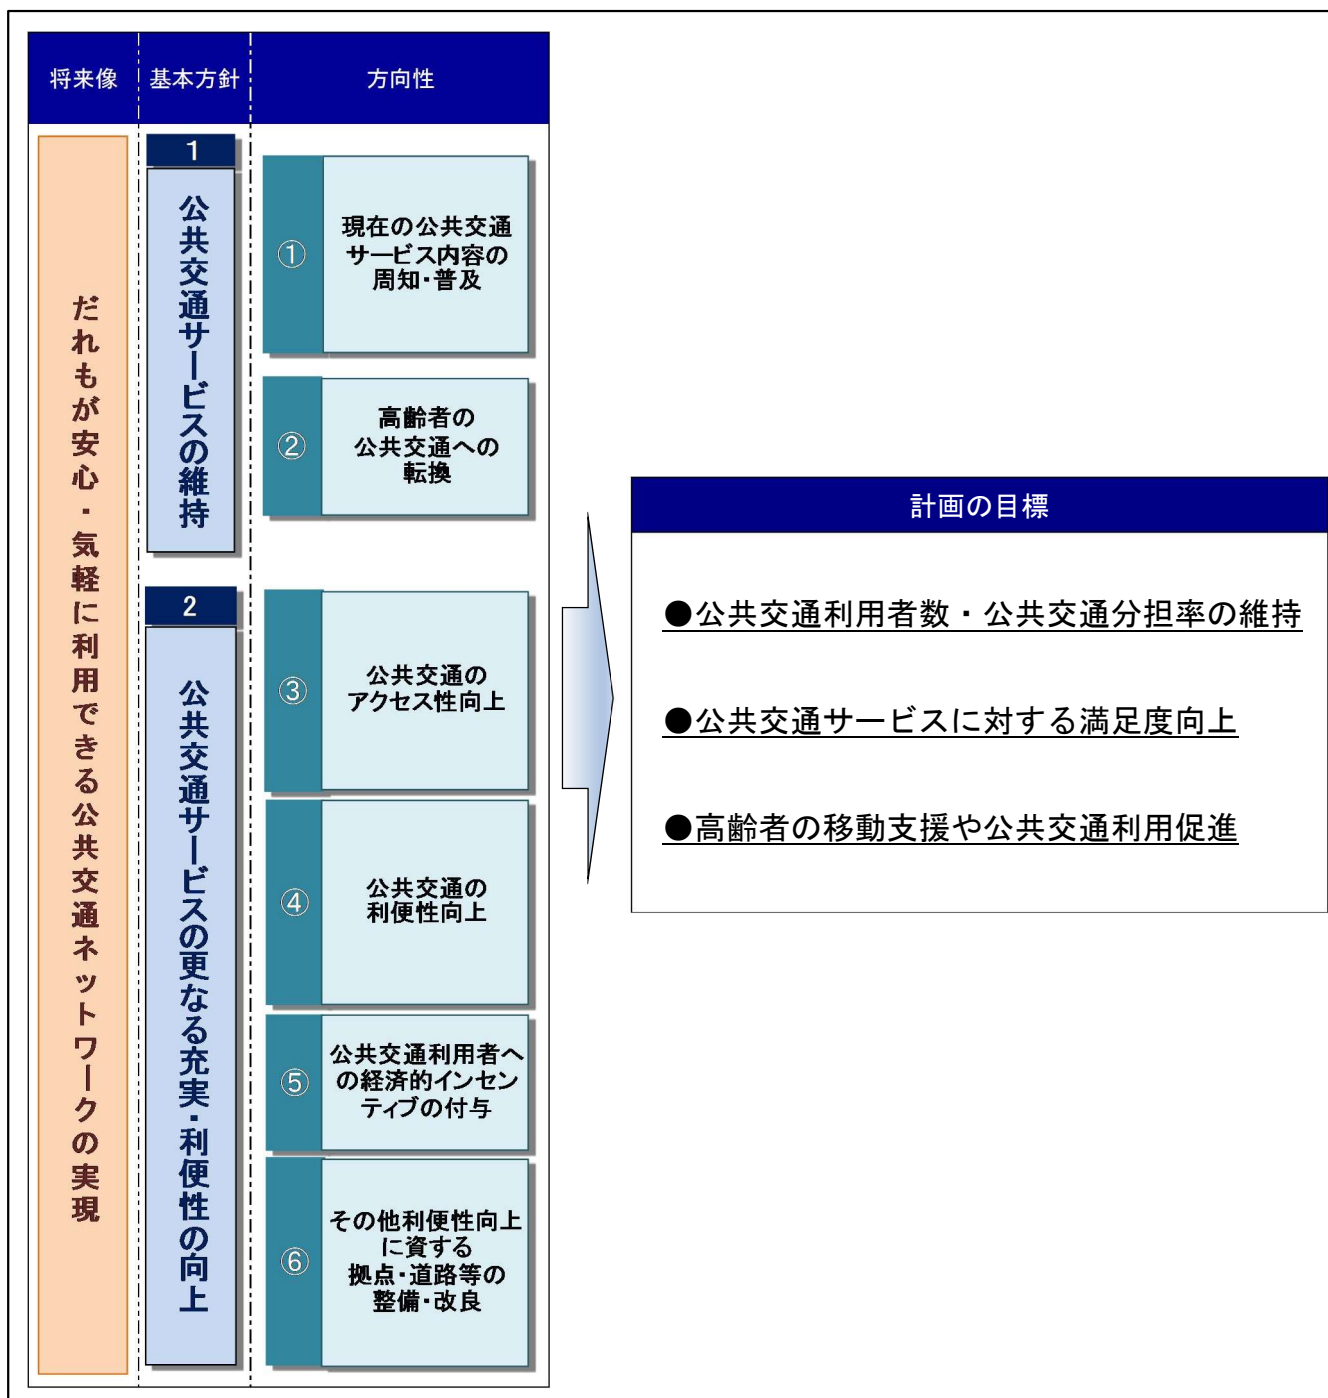 将来像
基本方針
方向性
だれもが安心・気軽に利用できる公共交通ネットワークの実現
1
公共交通サービスの維持
①
現在の公共交通
サービス内容の
周知・普及
②
高齢者の
公共交通への
転換
2
公共交通サービスの更なる充実・利便性の向上
③
公共交通の
アクセス性向上
④
公共交通の
利便性向上
⑤
公共交通利用者へ
の経済的インセン
ティブの付与
⑥
その他利便性向上
に資する
拠点・道路等の
整備・改良
計画の目標
●公共交通利用者数・公共交通分担率の維持
●公共交通サービスに対する満足度向上
●高齢者の移動支援や公共交通利用促進